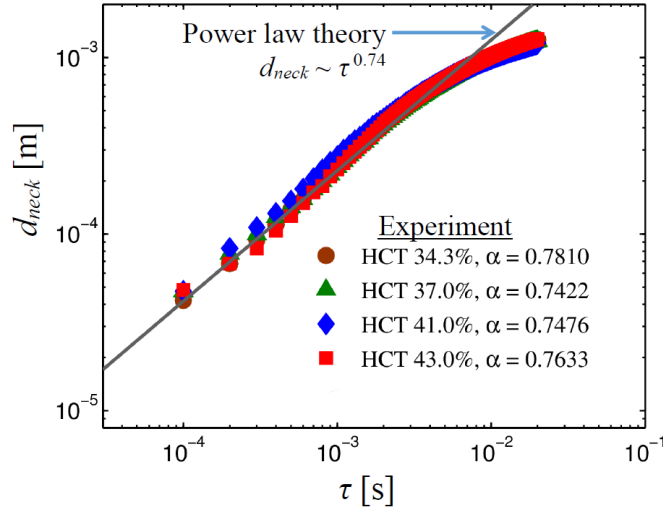 Power law theory
d_neck ~ τ^0.74
10^-3
10^-4
10^-5
d_neck [m]
Experiment
HCT 34.3%, α = 0.7810
HCT 37.0%, α = 0.7422
HCT 41.0%, α = 0.7476
HCT 43.0%, α = 0.7633
10^-4
10^-3
10^-2
10^-1
τ [s]